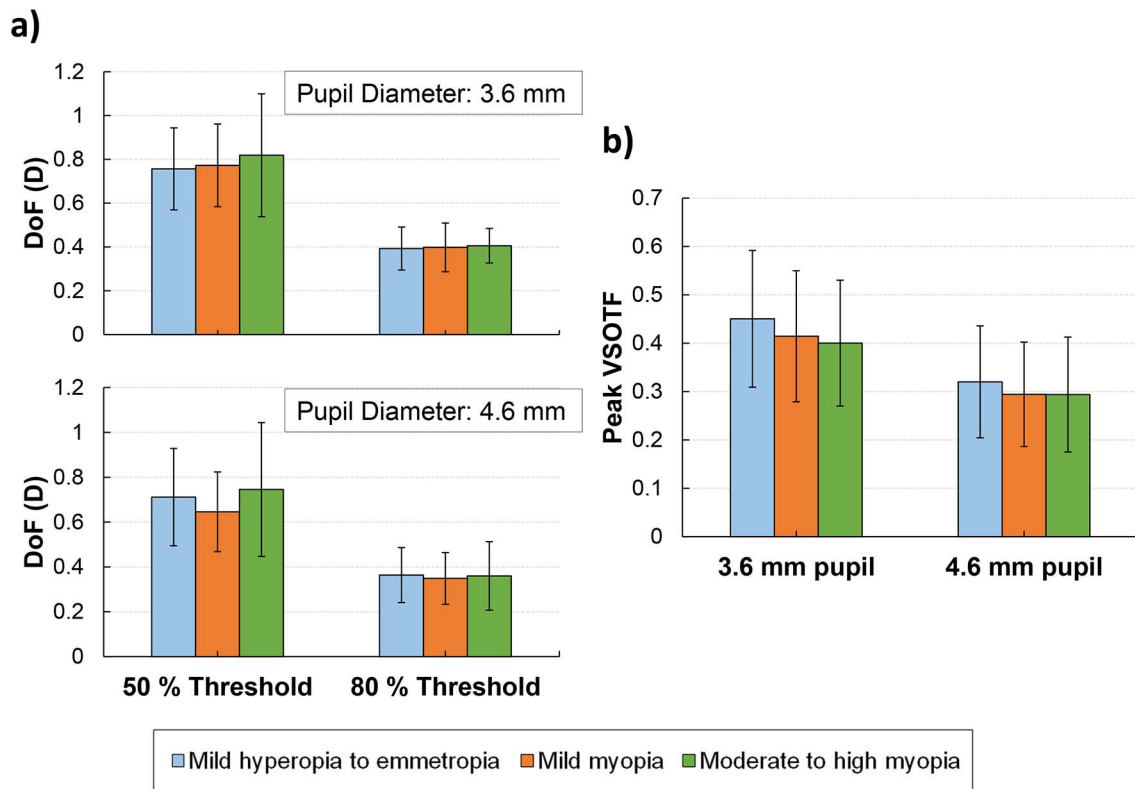 a)
1.2
1
0.8
0.6
0.4
0.2
0
DoF (D)
Pupil Diameter: 3.6 mm
1.2
1
0.8
0.6
0.4
0.2
0
DoF (D)
Pupil Diameter: 4.6 mm
50 % Threshold
80 % Threshold
b)
0.7
0.6
0.5
0.4
0.3
0.2
0.1
0
Peak VSOTF
3.6 mm pupil
4.6 mm pupil
Mild hyperopia to emmetropia
Mild myopia
Moderate to high myopia